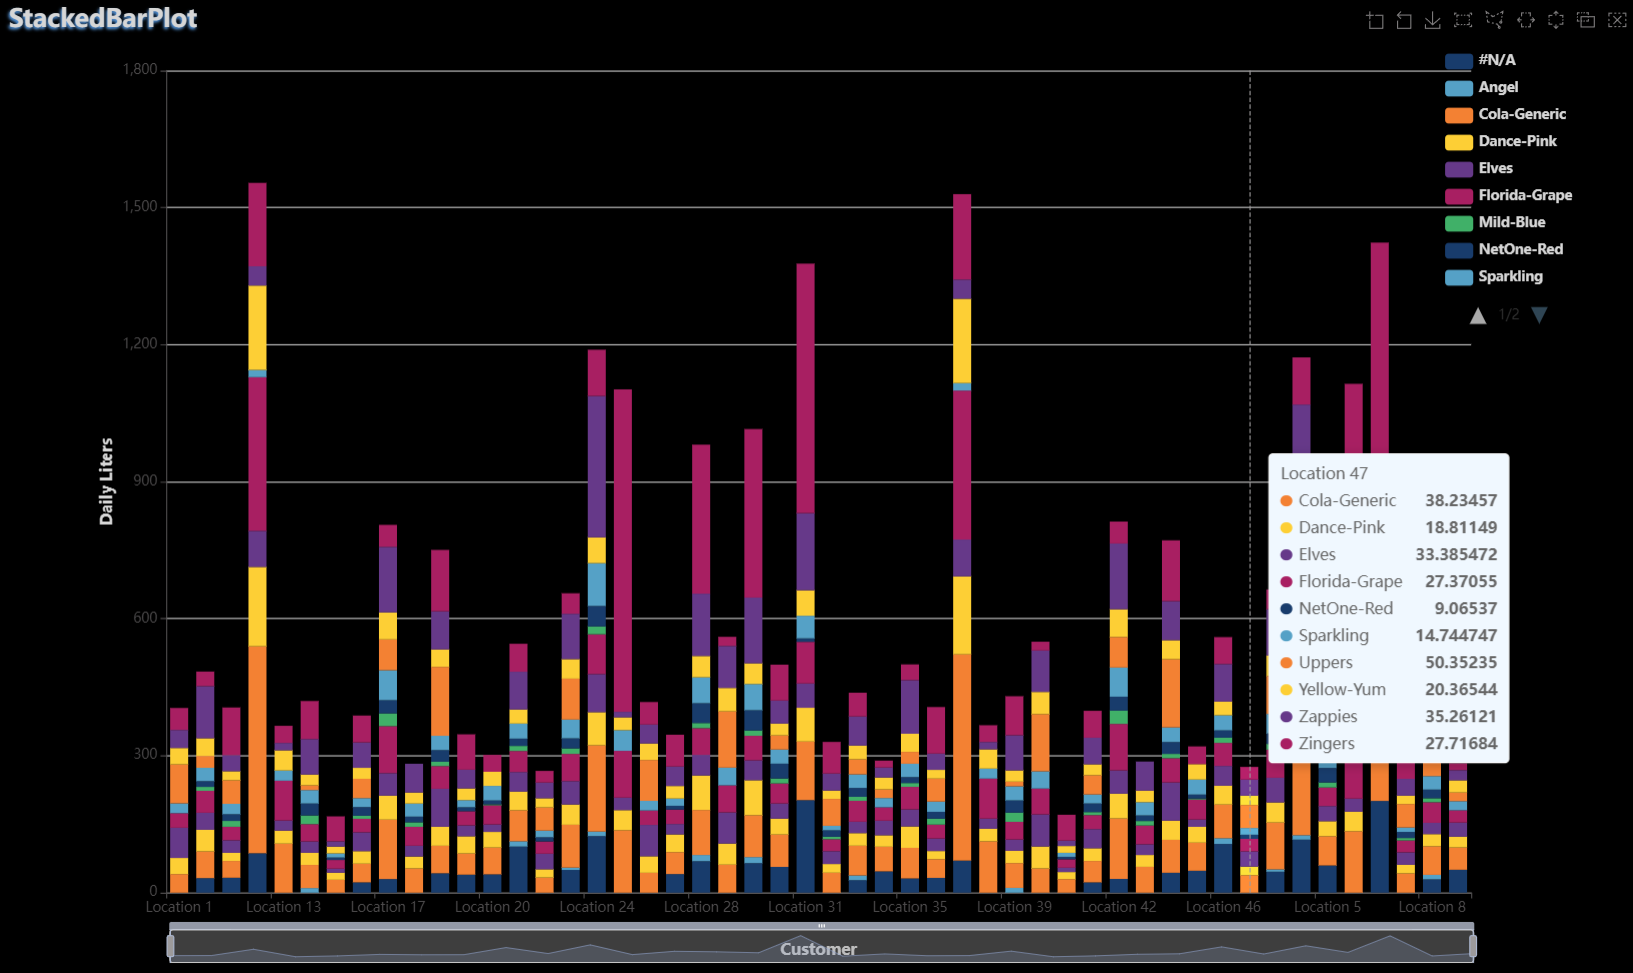 StackedBarPlot
#N/A
Angel
Cola-Generic
Dance-Pink
Elves
Florida-Grape
Mild-Blue
NetOne-Red
Sparkling
1/2
1,800
1,500
1,200
900
600
300
0
Daily Liters
Location 47
Cola-Generic 38.23457
Dance-Pink 18.81149
Elves 33.385472
Florida-Grape 27.37055
NetOne-Red 9.06537
Sparkling 14.744747
Uppers 50.35235
Yellow-Yum 20.36544
Zappies 35.26121
Zingers 27.71684
Location 1 Location 13 Location 17 Location 20 Location 24 Location 28 Location 31 Location 35 Location 39 Location 42 Location 46 Location 5 Location 8
Customer